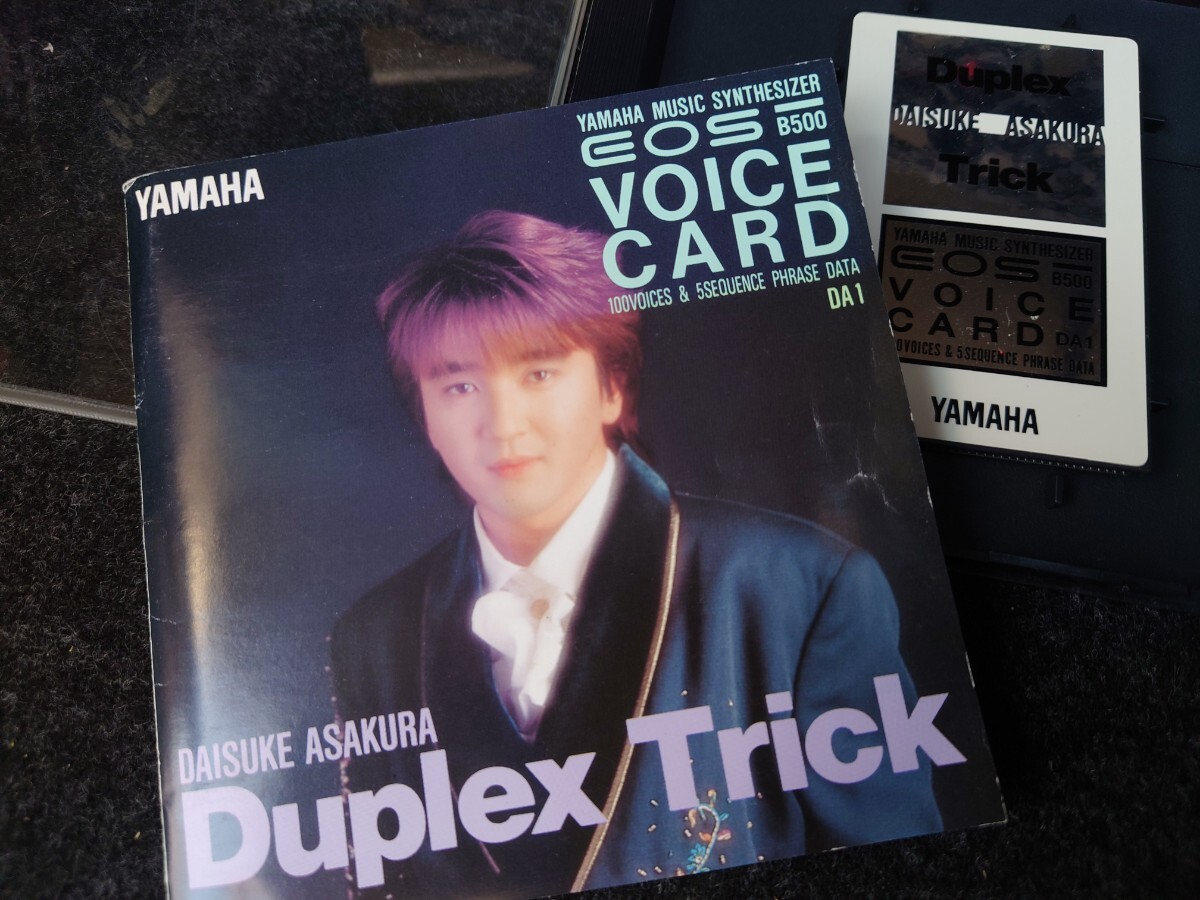 YAMAHA
YAMAHA MUSIC SYNTHESIZER
EOS B500
VOICE
CARD
100VOICES & 5SEQUENCE PHRASE DATA
DA1
DAISUKE ASAKURA
Duplex Trick
Duplex
DAISUKE ASAKURA
Trick
YAMAHA MUSIC SYNTHESIZER
EOS B500
VOICE
CARD DA1
00VOICES & 5SEQUENCE PHRASE DATA
YAMAHA